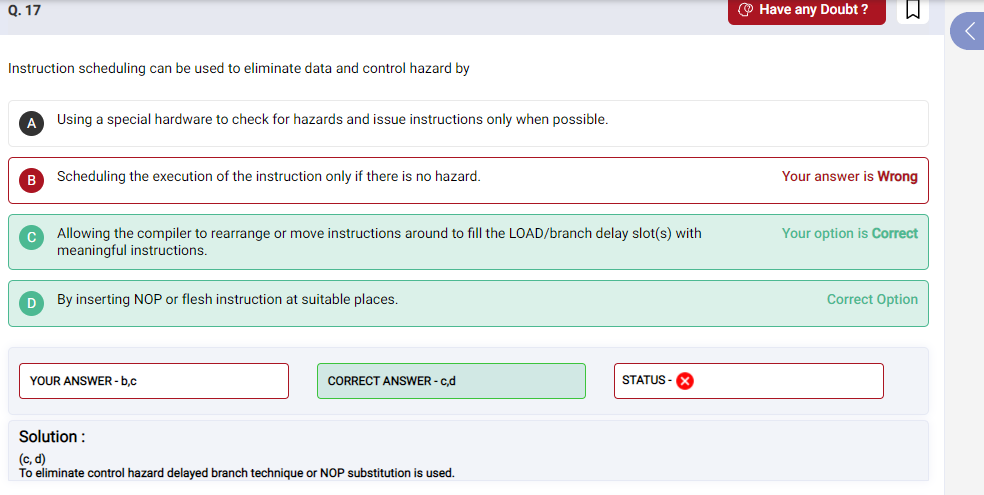 Q. 17
Have any Doubt ?
Instruction scheduling can be used to eliminate data and control hazard by
A
Using a special hardware to check for hazards and issue instructions only when possible.
B
Scheduling the execution of the instruction only if there is no hazard.
Your answer is Wrong
C
Allowing the compiler to rearrange or move instructions around to fill the LOAD/branch delay slot(s) with
meaningful instructions.
Your option is Correct
D
By inserting NOP or flesh instruction at suitable places.
Correct Option
YOUR ANSWER - b,c
CORRECT ANSWER - c,d
STATUS -
Solution :
(c, d)
To eliminate control hazard delayed branch technique or NOP substitution is used.